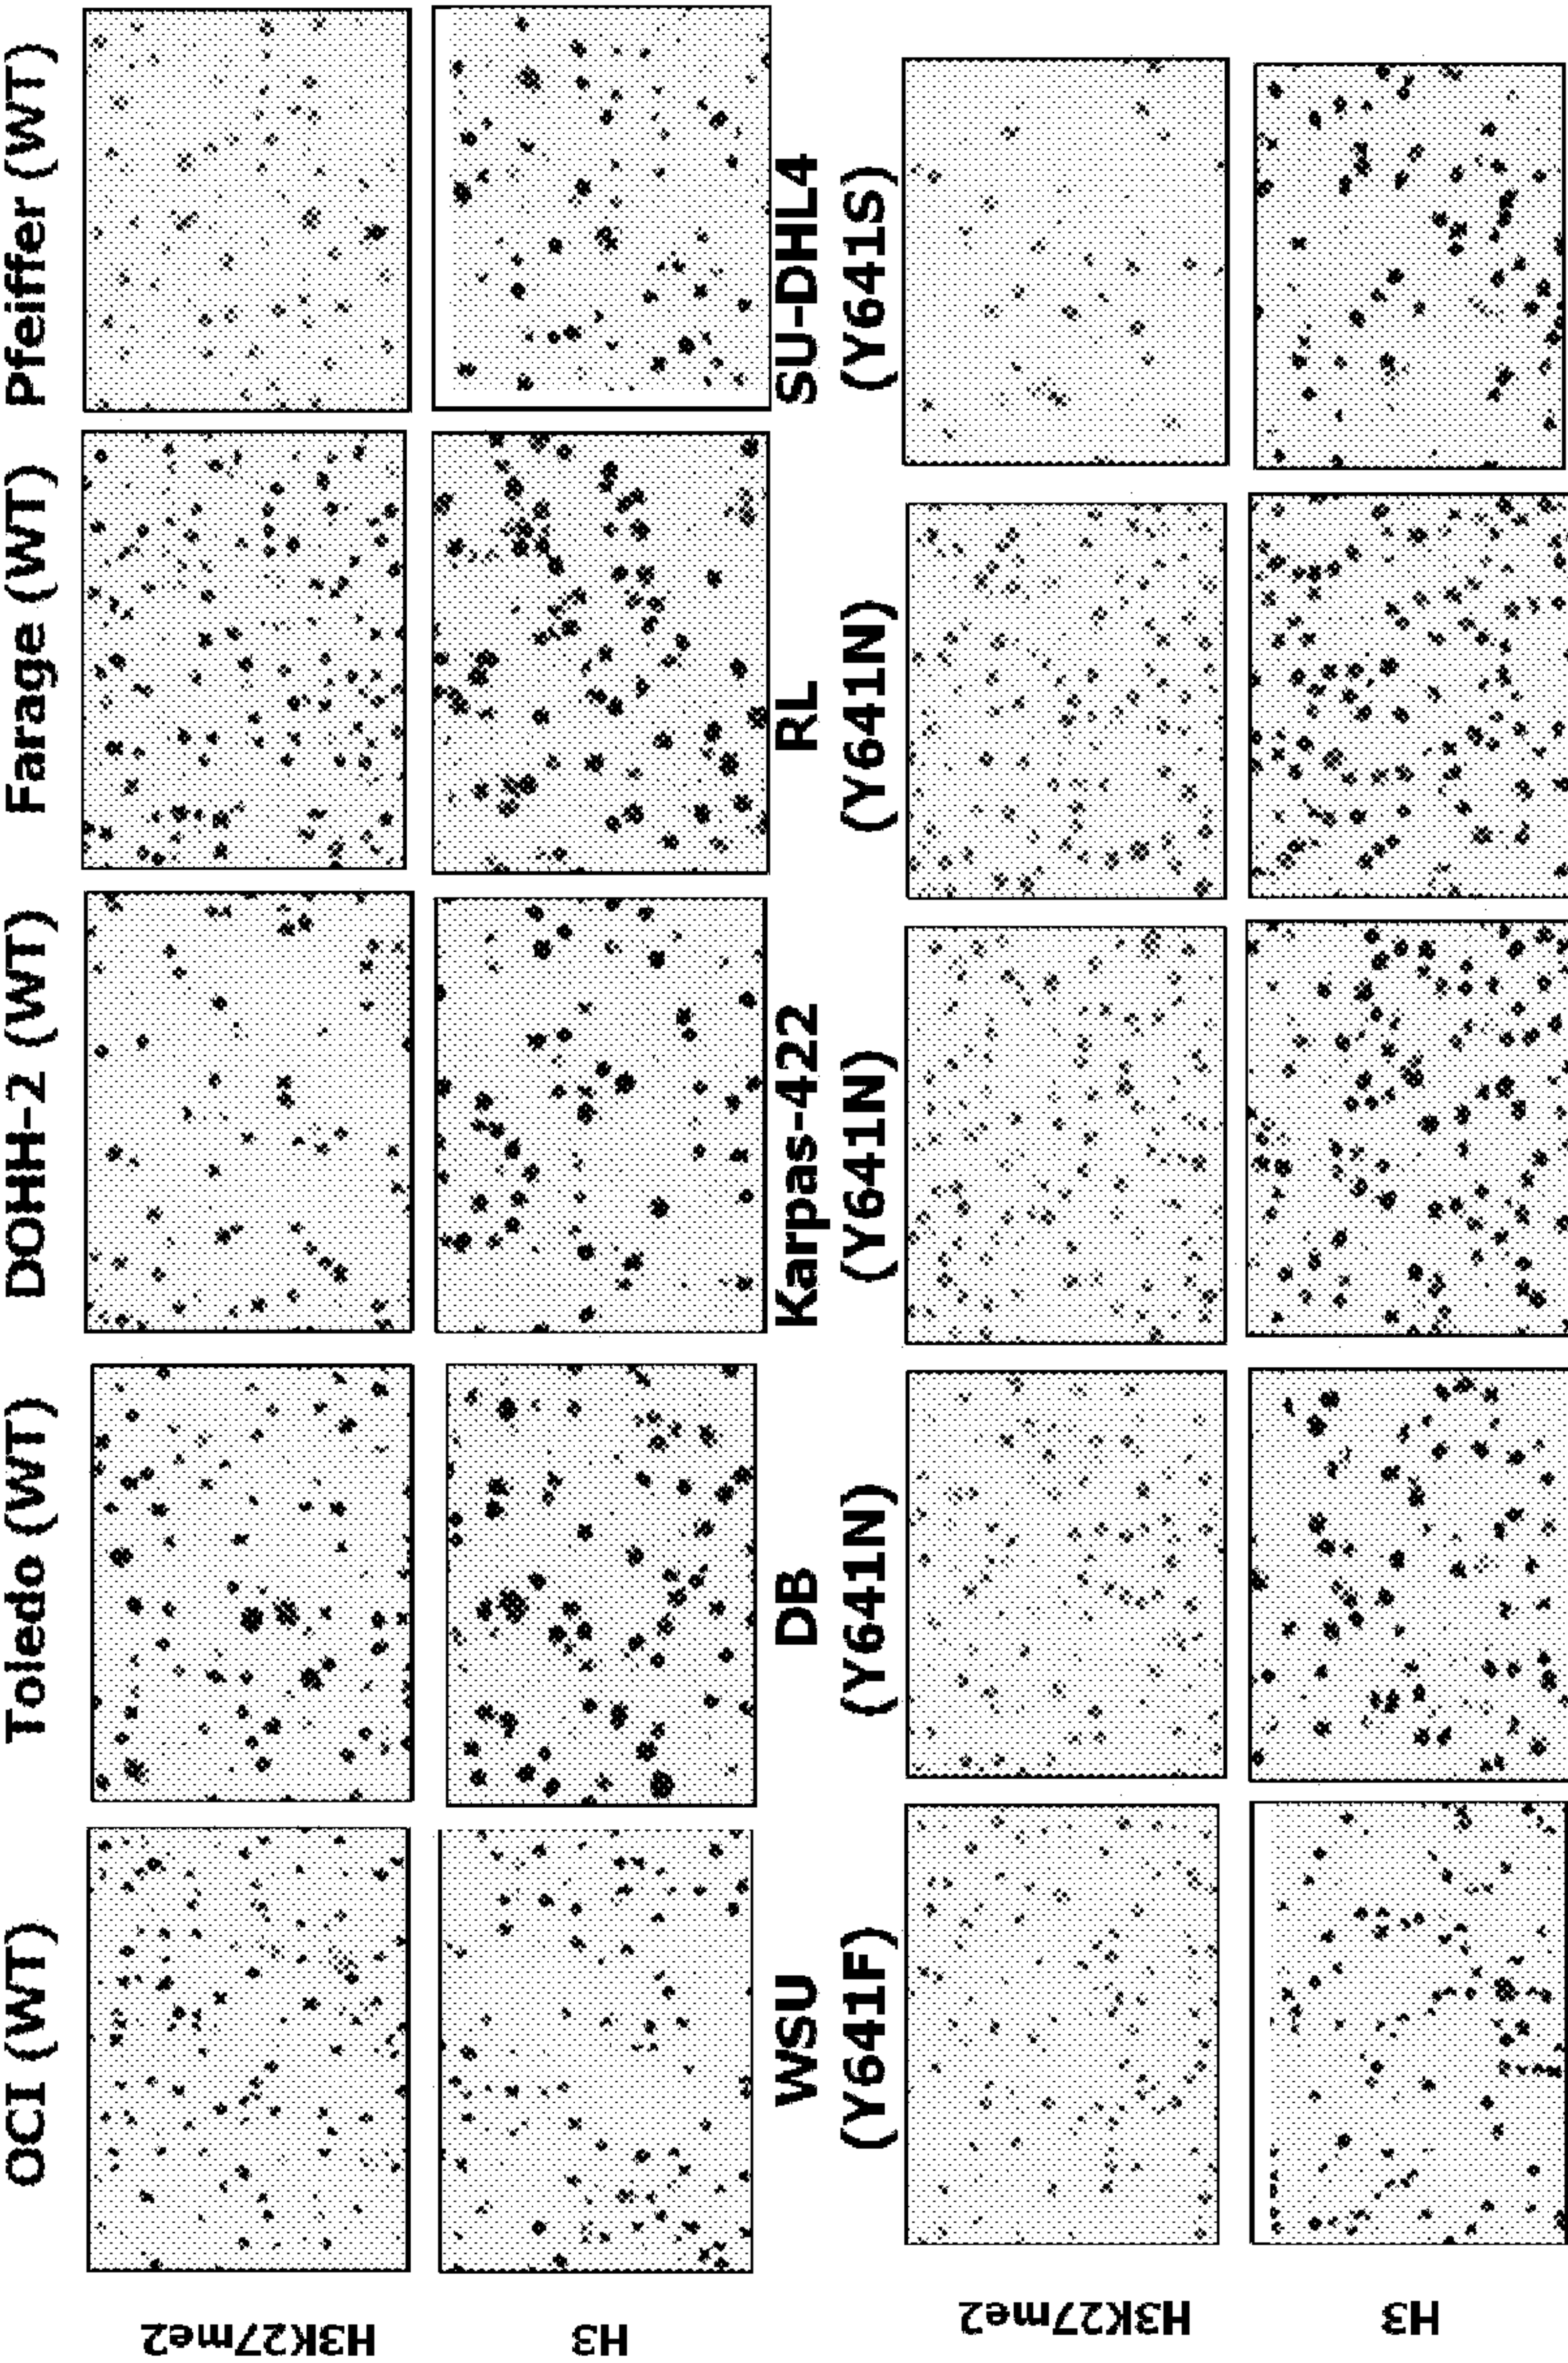 OCI (WT) Toledo (WT) DOHH-2 (WT) Farage (WT) Pfeiffer (WT)
H3K27me2
H3
WSU DB Karpas-422 RL SU-DHL4
(Y641F) (Y641N) (Y641N) (Y641N) (Y641S)
H3K27me2
H3